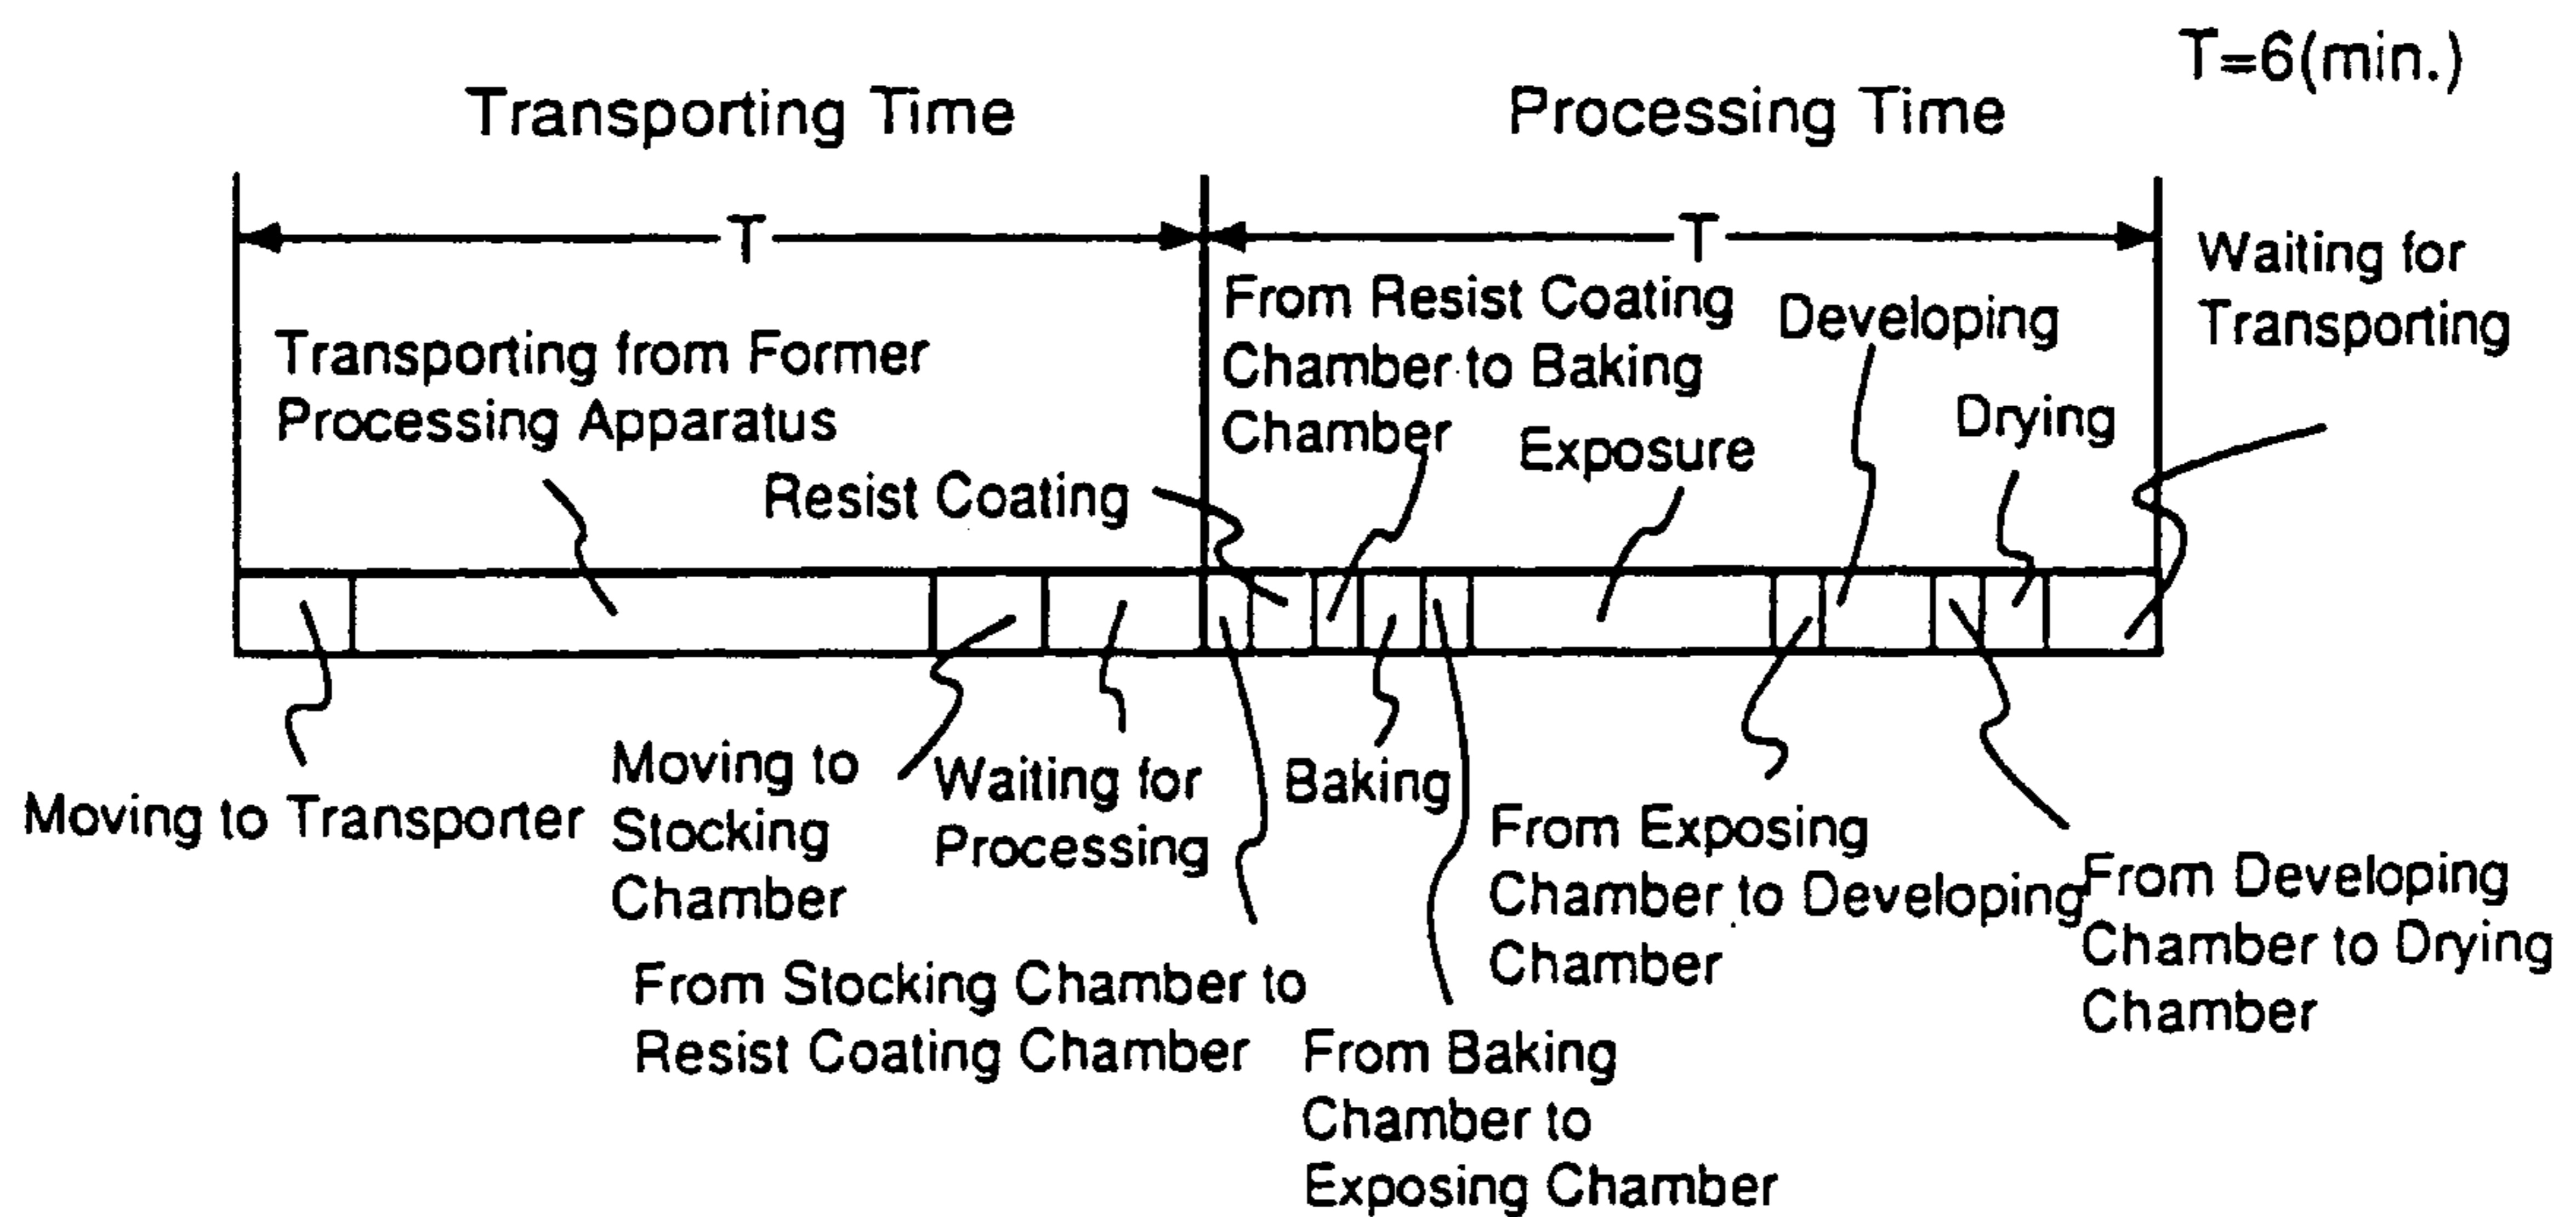 T=6(min.)
Transporting Time
Processing Time
T
T
Waiting for
Transporting
From Resist Coating
Chamber to Baking
Chamber
Developing
Transporting from Former
Processing Apparatus
Drying
Exposure
Resist Coating
Moving to Transporter
Moving to
Stocking
Chamber
Waiting for
Processing
Baking
From Exposing
Chamber to Developing
Chamber
From Developing
Chamber to Drying
Chamber
From Stocking Chamber to
Resist Coating Chamber
From Baking
Chamber to
Exposing Chamber